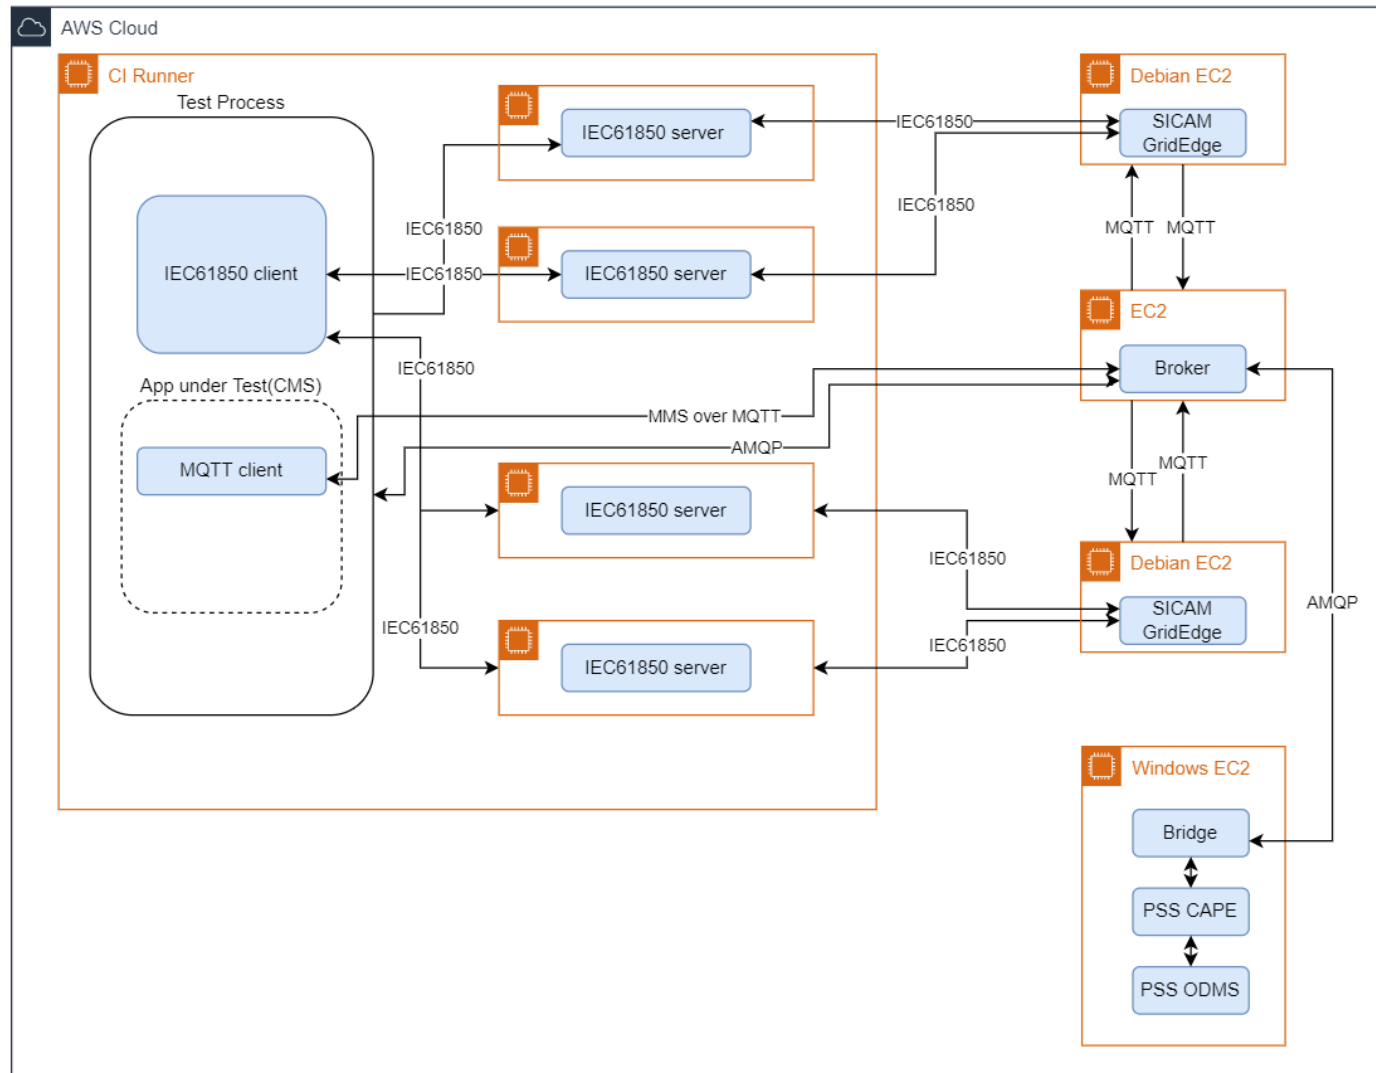 AWS Cloud
CI Runner
Test Process
IEC61850 client
App under Test(CMS)
MQTT client
IEC61850
IEC61850
IEC61850
IEC61850
IEC61850 server
IEC61850 server
MMS over MQTT
AMQP
IEC61850 server
IEC61850 server
IEC61850
IEC61850
IEC61850
IEC61850
Debian EC2
SICAM
GridEdge
MQTT
MQTT
EC2
Broker
MQTT
MQTT
Debian EC2
SICAM
GridEdge
AMQP
Windows EC2
Bridge
PSS CAPE
PSS ODMS